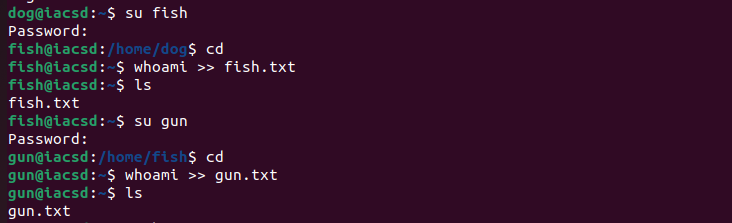 dog@iacsd:~$ su fish
Password:
fish@iacsd:/home/dog$ cd
fish@iacsd:~$ whoami >> fish.txt
fish@iacsd:~$ ls
fish.txt
fish@iacsd:~$ su gun
Password:
gun@iacsd:/home/fish$ cd
gun@iacsd:~$ whoami >> gun.txt
gun@iacsd:~$ ls
gun.txt